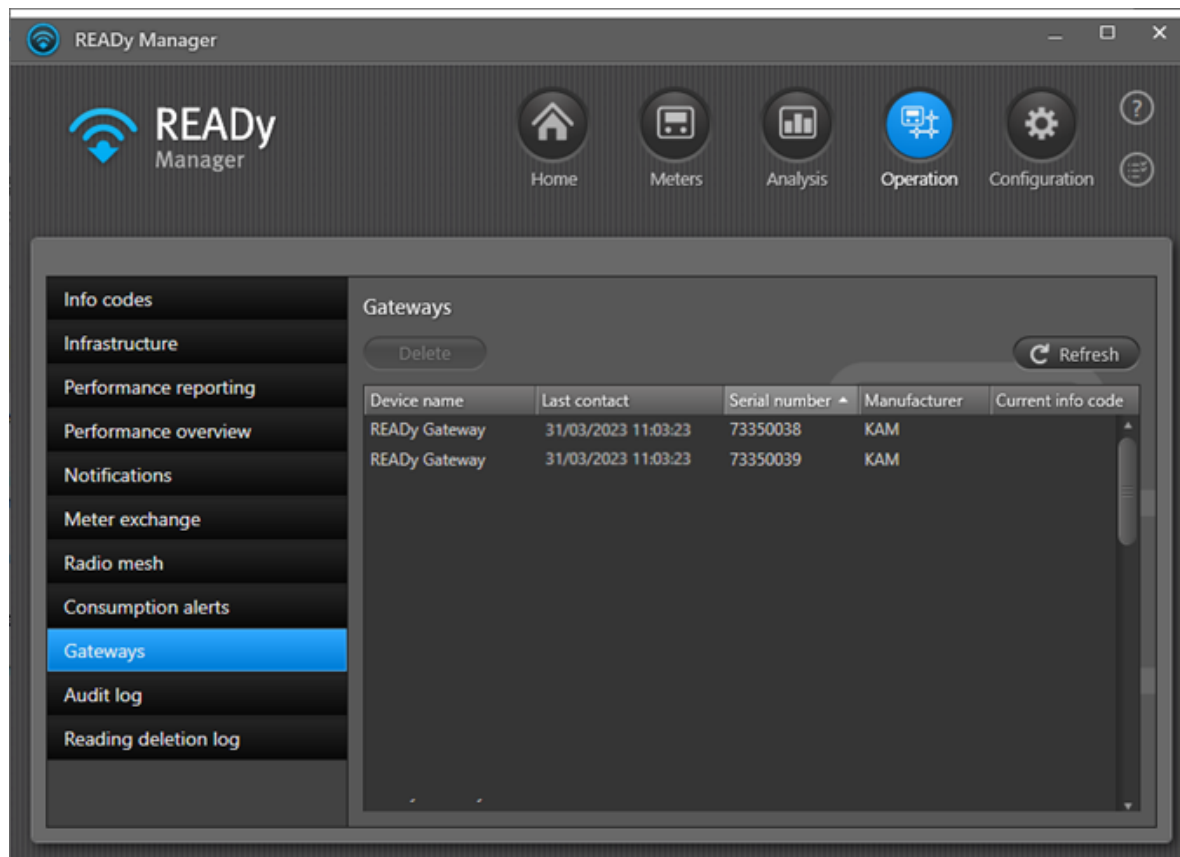 READy Manager
READy
Manager
Home Meters Analysis Operation Configuration
?
Info codes
Infrastructure
Performance reporting
Performance overview
Notifications
Meter exchange
Radio mesh
Consumption alerts
Gateways
Audit log
Reading deletion log
Gateways
Delete Refresh
Device name Last contact Serial number Manufacturer Current info code
READy Gateway 31/03/2023 11:03:23 73350038 KAM
READy Gateway 31/03/2023 11:03:23 73350039 KAM